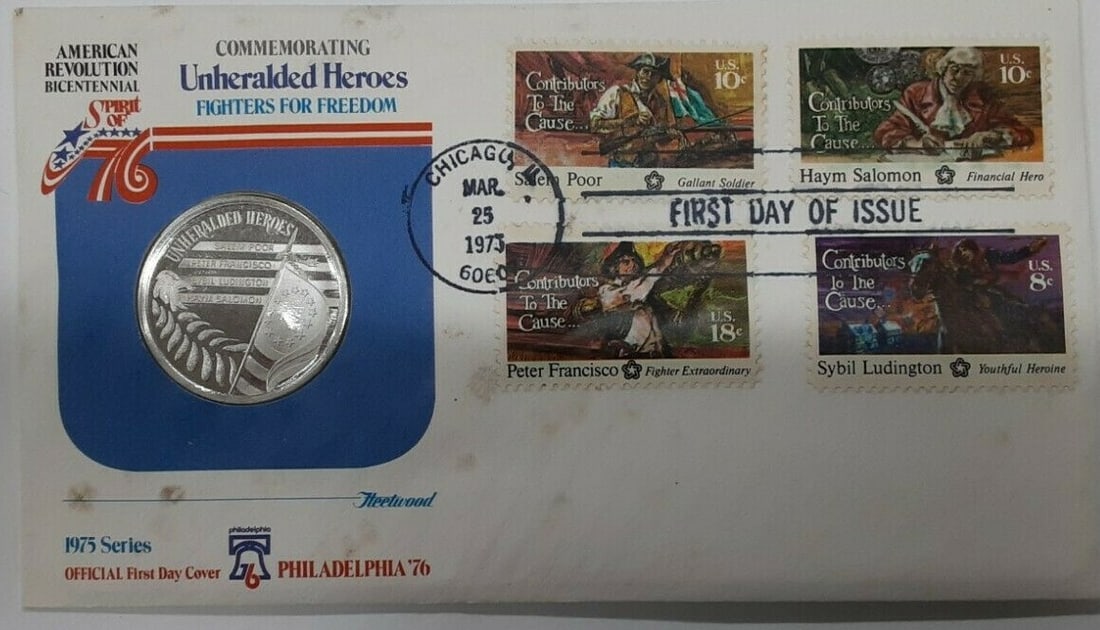 AMERICAN
REVOLUTION
BICENTENNIAL
SPIRIT
OF
76
COMMEMORATING
Unheralded Heroes
FIGHTERS FOR FREEDOM
UNHERALDED HEROES
SALEM POOR
PETER FRANCISCO
SYBIL LUDINGTON
HAYM SALOMON
Fleetwood
1975 Series
OFFICIAL First Day Cover
philadelphia
76
PHILADELPHIA '76
Contributors
To The
Cause...
U.S.
10c
Salem Poor
Gallant Soldier
Contributors
To The
Cause...
U.S.
10c
Haym Salomon
Financial Hero
CHICAGO,
MAR
25
1975
FIRST DAY OF ISSUE
Contributors
To The
Cause...
U.S.
18c
Peter Francisco
Fighter Extraordinary
Contributors
To The
Cause...
U.S.
8c
Sybil Ludington
Youthful Heroine